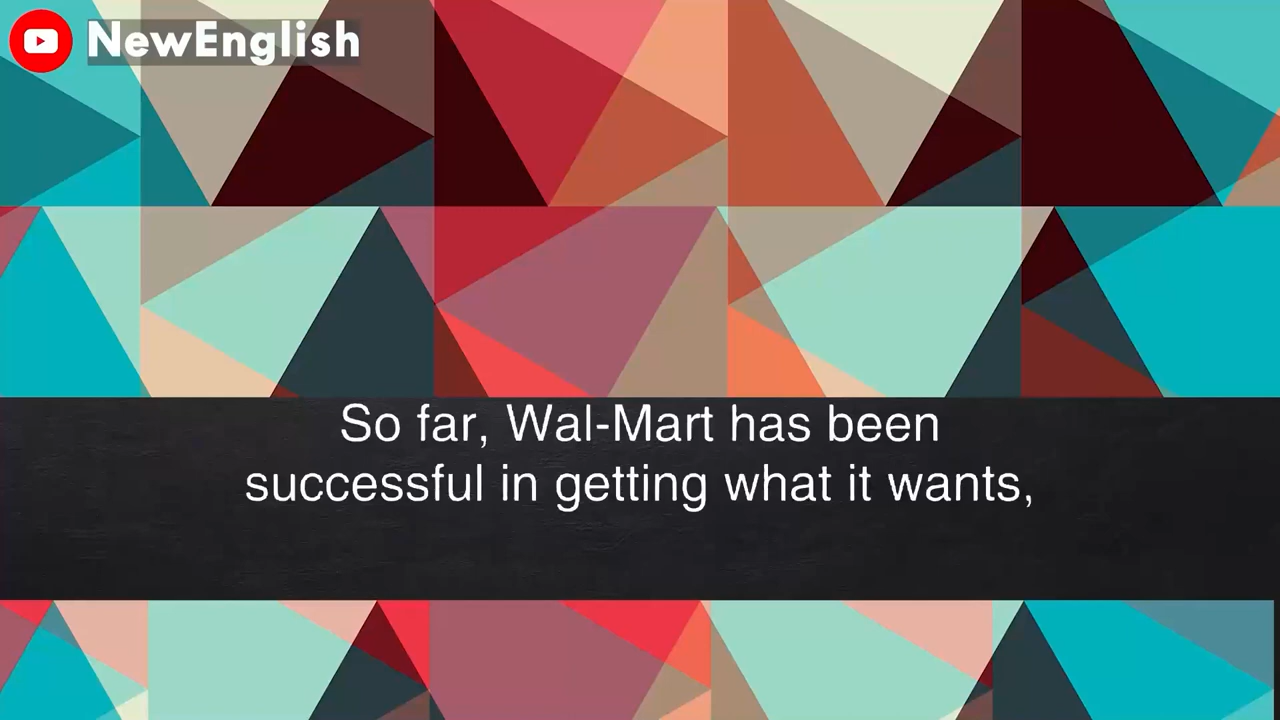 NewEnglish
So far, Wal-Mart has been
successful in getting what it wants,